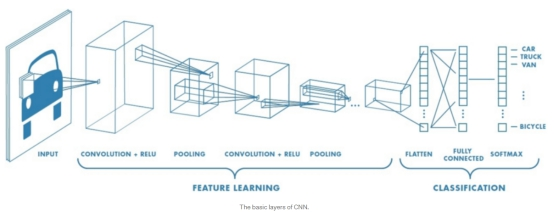 CAR
TRUCK
VAN
BICYCLE
INPUT
CONVOLUTION + RELU
POOLING
CONVOLUTION + RELU
POOLING
FLATTEN
FULLY
CONNECTED
SOFTMAX
FEATURE LEARNING
CLASSIFICATION
The basic layers of CNN.